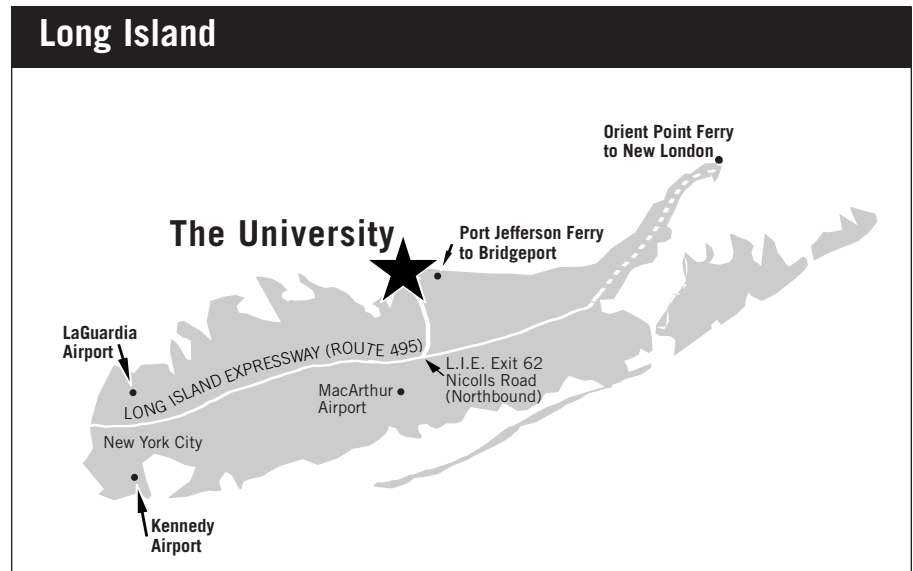 Long Island
Orient Point Ferry
to New London
The University
Port Jefferson Ferry
to Bridgeport
LaGuardia
Airport
LONG ISLAND EXPRESSWAY (ROUTE 495)
L.I.E. Exit 62
Nicolls Road
(Northbound)
MacArthur
Airport
New York City
Kennedy
Airport